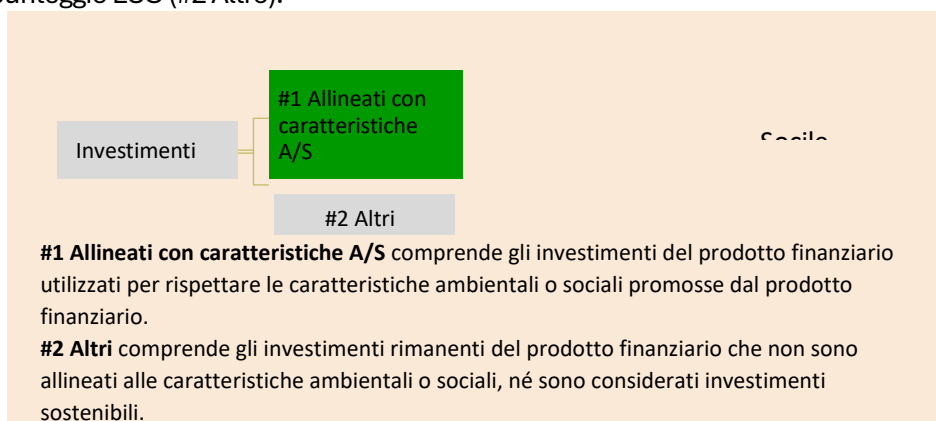 #1 Allineati con
caratteristiche
A/S
Investimenti
#2 Altri
#1 Allineati con caratteristiche A/S comprende gli investimenti del prodotto finanziario
utilizzati per rispettare le caratteristiche ambientali o sociali promosse dal prodotto
finanziario.
#2 Altri comprende gli investimenti rimanenti del prodotto finanziario che non sono
allineati alle caratteristiche ambientali o sociali, né sono considerati investimenti
sostenibili.